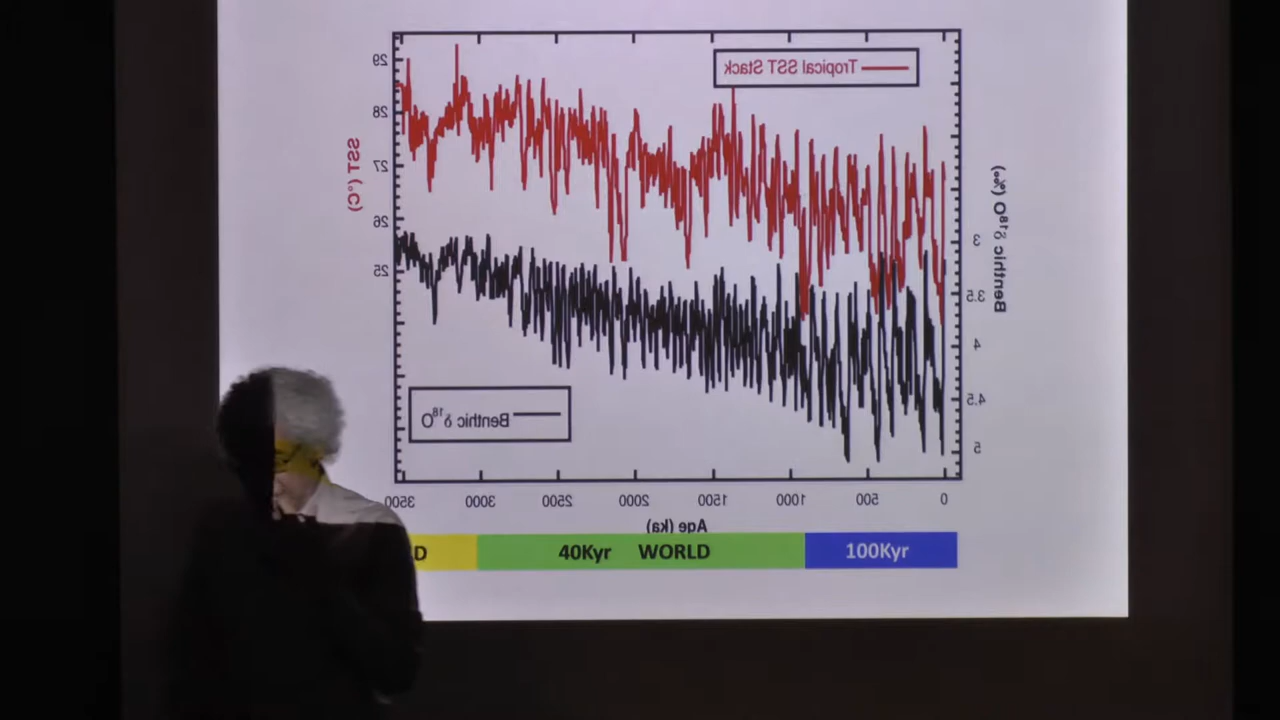 Tropical SST Stack
29
28
27
26
25
SST (°C)
3
3.5
4
4.5
5
Benthic δ18O (‰)
Benthic δ18O
3500 3000 2500 2000 1500 1000 500 0
Age (ka)
D 40Kyr WORLD 100Kyr